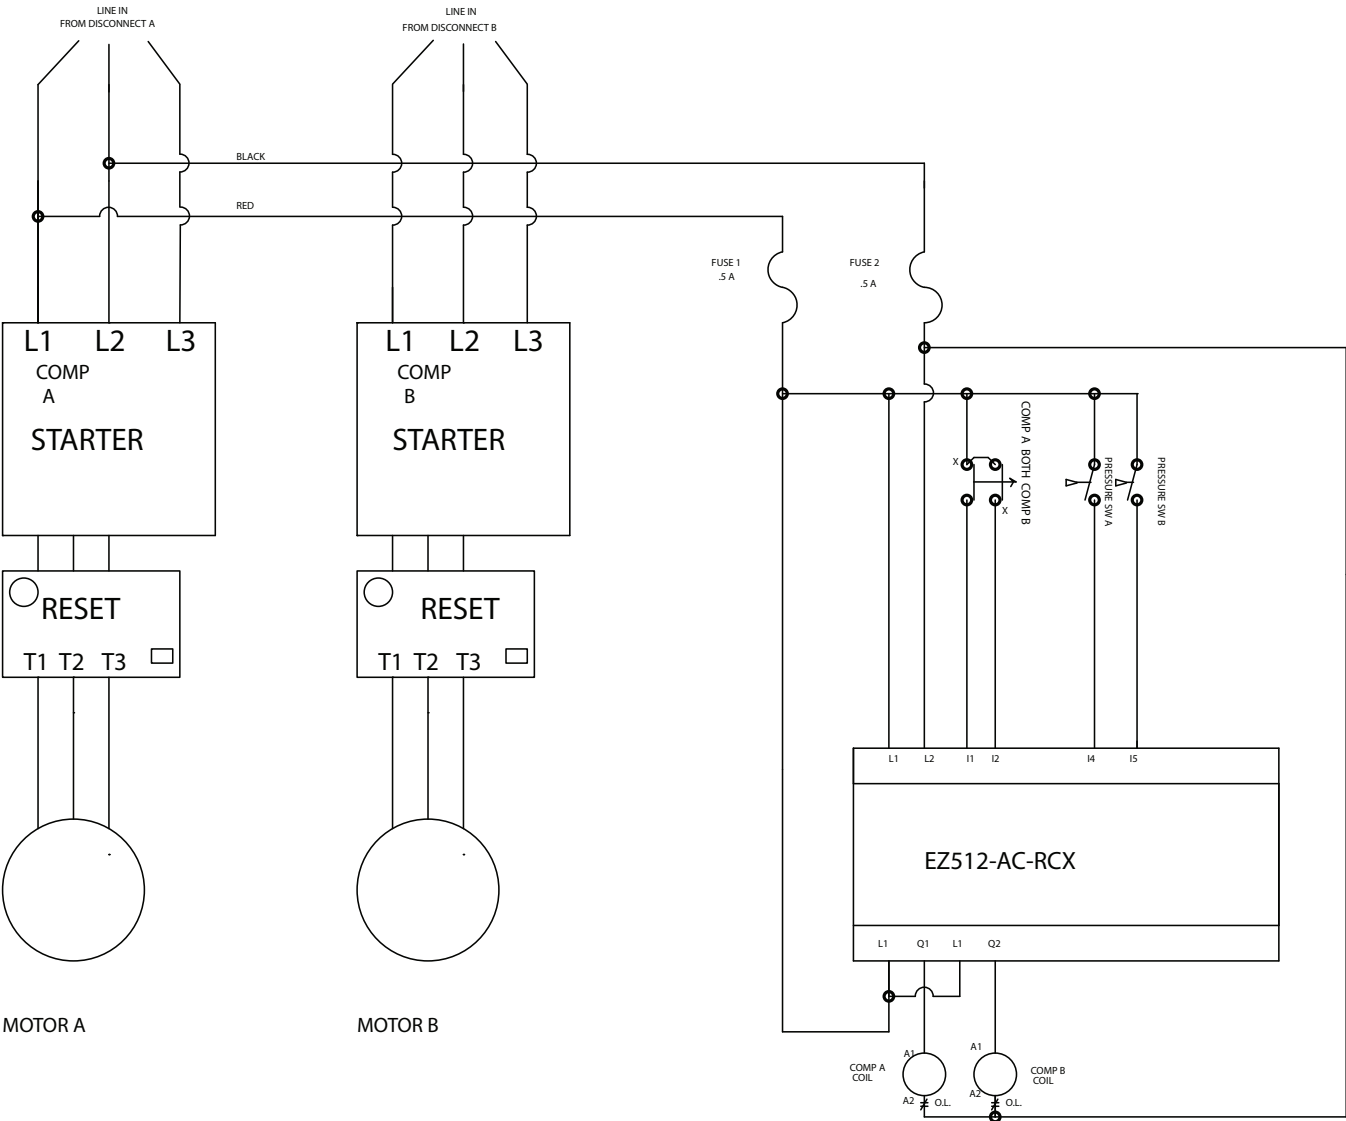 LINE IN
FROM DISCONNECT A
LINE IN
FROM DISCONNECT B
BLACK
RED
FUSE 1
.5 A
FUSE 2
.5 A
L1 L2 L3
COMP
A
STARTER
L1 L2 L3
COMP
B
STARTER
COMP A BOTH COMP B
X
X
PRESSURE SW A
PRESSURE SW B
RESET
T1 T2 T3
RESET
T1 T2 T3
L1 L2 I1 I2 I4 I5
EZ512-AC-RCX
L1 Q1 L1 Q2
MOTOR A
MOTOR B
A1
COMP A
COIL
A2
O.L.
A1
COMP B
COIL
A2
O.L.